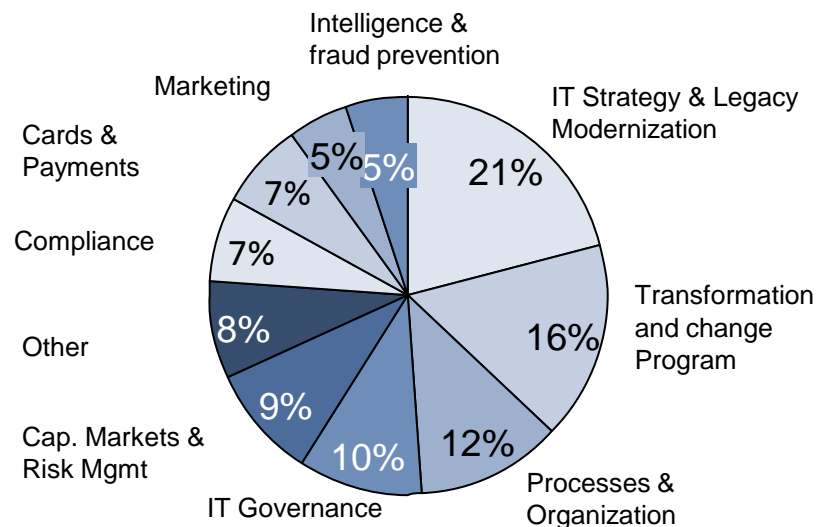 Intelligence &
fraud prevention
Marketing
IT Strategy & Legacy
Modernization
Cards &
Payments
5%
5%
21%
7%
Compliance
7%
Transformation
and change
Program
Other
8%
16%
9%
12%
10%
Cap. Markets &
Risk Mgmt
IT Governance
Processes &
Organization